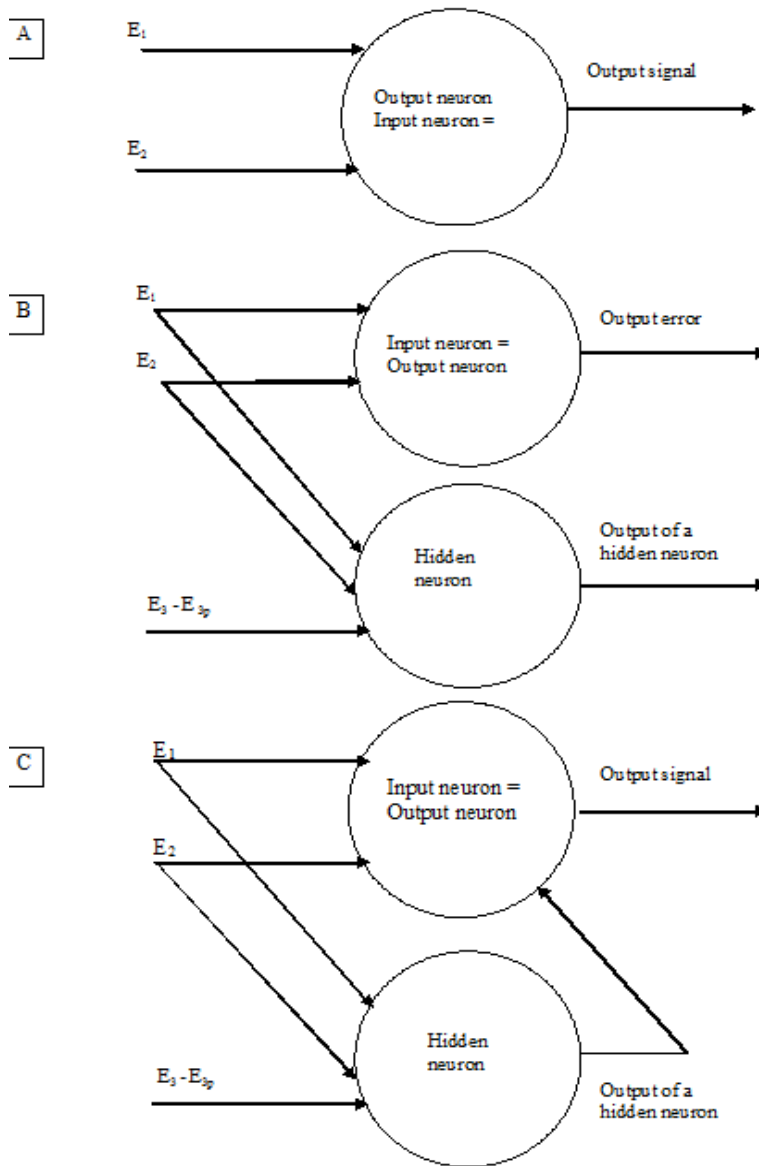 A
E₁
Output signal
Output neuron
Input neuron =
E₂
B
E₁
Output error
Input neuron =
Output neuron
E₂
Hidden
neuron
Output of a
hidden neuron
E₃ - E₃ₚ
C
E₁
Input neuron =
Output neuron
Output signal
E₂
Hidden
neuron
E₃ - E₃ₚ
Output of a
hidden neuron